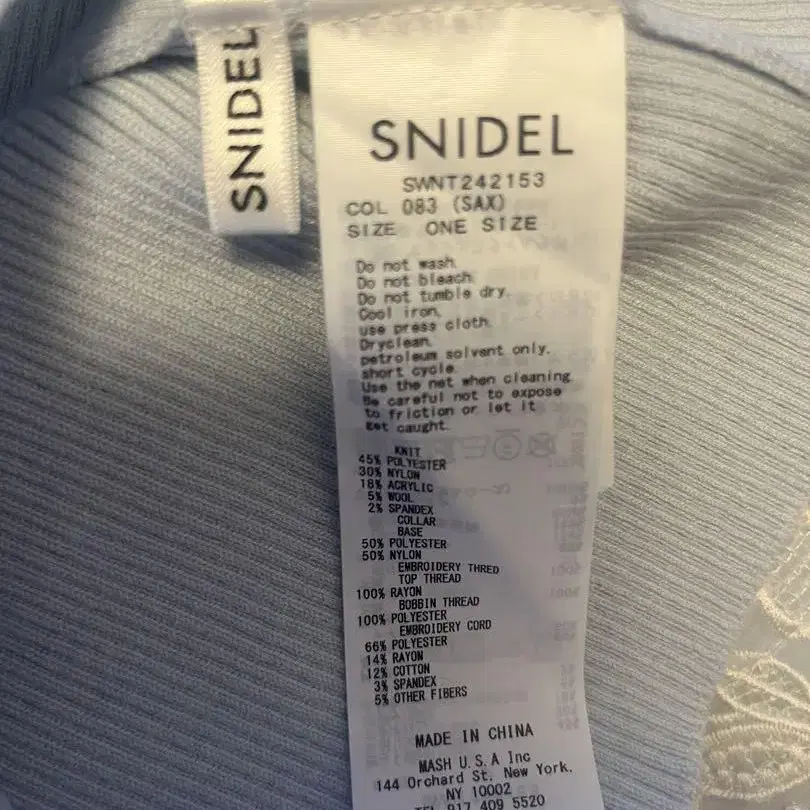 SNIDEL
SNIDEL
SWNT242153
COL 083 (SAX)
SIZE ONE SIZE
Do not wash.
Do not bleach.
Do not tumble dry.
Cool iron,
use press cloth.
Dryclean.
petroleum solvent only.
short cycle.
Use the net when cleaning
Be careful not to expose
to friction or let it
get caught.
KNIT
45% POLYESTER
30% NYLON
18% ACRYLIC
5% WOOL
2% SPANDEX
COLLAR
BASE
50% POLYESTER
50% NYLON
EMBROIDERY THRED
TOP THREAD
100% RAYON
BOBBIN THREAD
100% POLYESTER
EMBROIDERY CORD
66% POLYESTER
14% RAYON
12% COTTON
3% SPANDEX
5% OTHER FIBERS
MADE IN CHINA
MASH U.S.A Inc
144 Orchard St, New York.
NY 10002
TEL 917 409 5520